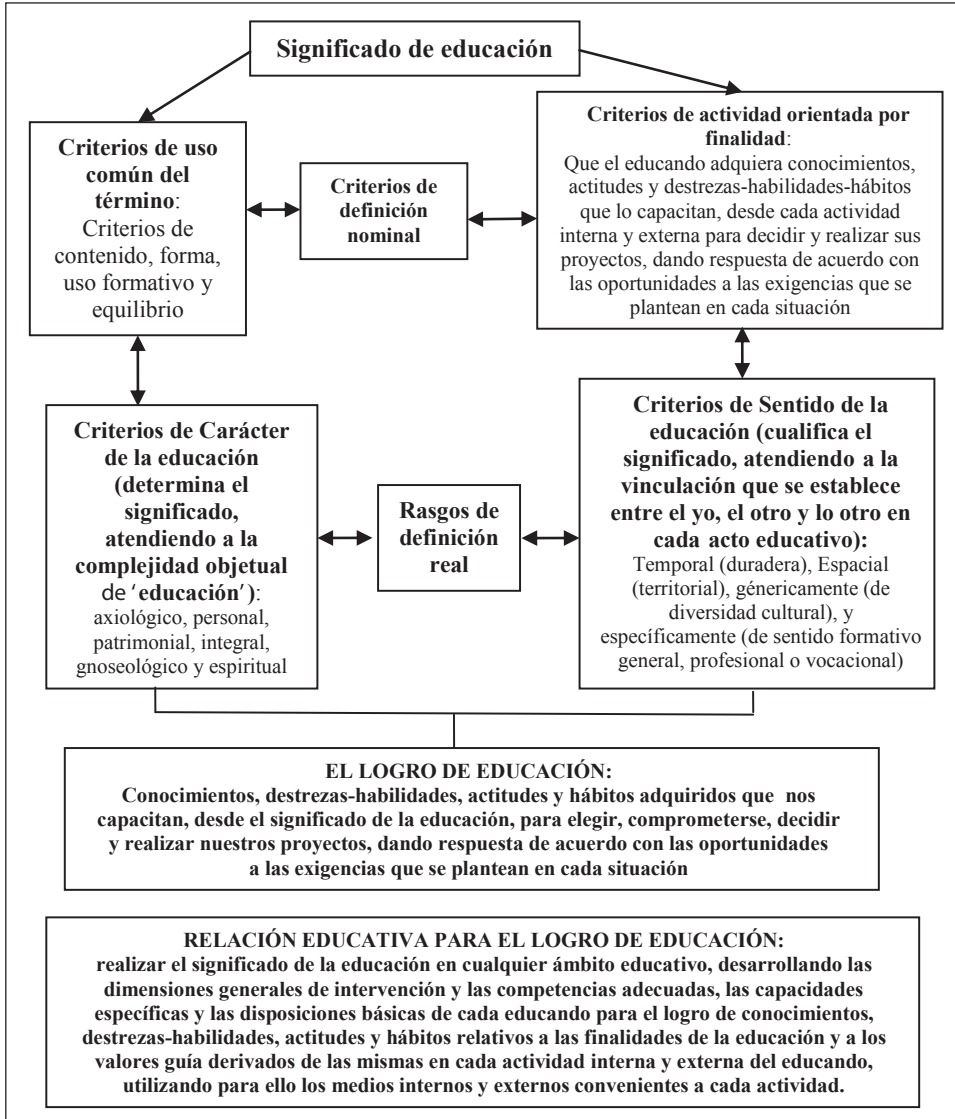 Significado de educación
Criterios de uso
común del
término:
Criterios de
contenido, forma,
uso formativo y
equilibrio
Criterios de
definición
nominal
Criterios de actividad orientada por
finalidad:
Que el educando adquiera conocimientos,
actitudes y destrezas-habilidades-hábitos
que lo capacitan, desde cada actividad
interna y externa para decidir y realizar sus
proyectos, dando respuesta de acuerdo con
las oportunidades a las exigencias que se
plantean en cada situación
Criterios de Carácter
de la educación
(determina el
significado,
atendiendo a la
complejidad objetual
de ‘educación’):
axiológico, personal,
patrimonial, integral,
gnoseológico y espiritual
Rasgos de
definición
real
Criterios de Sentido de la
educación (cualifica el
significado, atendiendo a la
vinculación que se establece
entre el yo, el otro y lo otro en
cada acto educativo):
Temporal (duradera), Espacial
(territorial), génericamente (de
diversidad cultural), y
específicamente (de sentido formativo
general, profesional o vocacional)
EL LOGRO DE EDUCACIÓN:
Conocimientos, destrezas-habilidades, actitudes y hábitos adquiridos que nos
capacitan, desde el significado de la educación, para elegir, comprometerse, decidir
y realizar nuestros proyectos, dando respuesta de acuerdo con las oportunidades
a las exigencias que se plantean en cada situación
RELACIÓN EDUCATIVA PARA EL LOGRO DE EDUCACIÓN:
realizar el significado de la educación en cualquier ámbito educativo, desarrollando las
dimensiones generales de intervención y las competencias adecuadas, las capacidades
específicas y las disposiciones básicas de cada educando para el logro de conocimientos,
destrezas-habilidades, actitudes y hábitos relativos a las finalidades de la educación y a los
valores guía derivados de las mismas en cada actividad interna y externa del educando,
utilizando para ello los medios internos y externos convenientes a cada actividad.